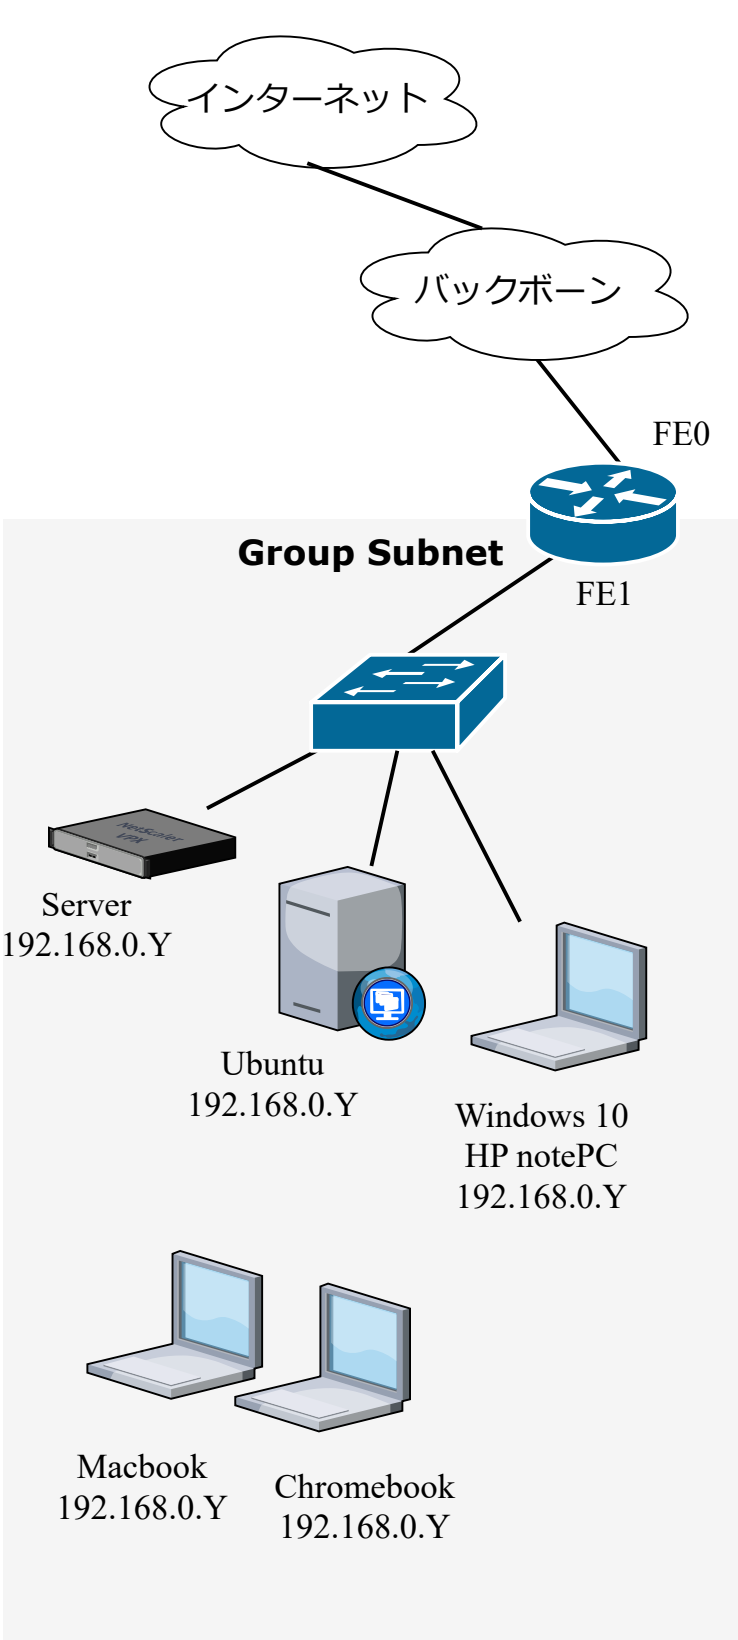 インターネット
バックボーン
FE0
Group Subnet
FE1
NetScaler
VPX
Server
192.168.0.Y
Ubuntu
192.168.0.Y
Windows 10
HP notePC
192.168.0.Y
Macbook
192.168.0.Y
Chromebook
192.168.0.Y